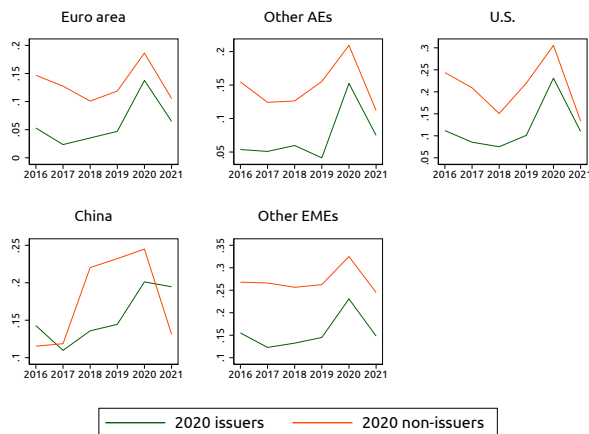 Euro area
Other AEs
U.S.
0 .05 .1 .15 .2
.05 .1 .15 .2
.05 .1 .15 .2 .25 .3
2016 2017 2018 2019 2020 2021
2016 2017 2018 2019 2020 2021
2016 2017 2018 2019 2020 2021
China
Other EMEs
.1 .15 .2 .25
.1 .15 .2 .25 .3 .35
2016 2017 2018 2019 2020 2021
2016 2017 2018 2019 2020 2021
2020 issuers
2020 non-issuers